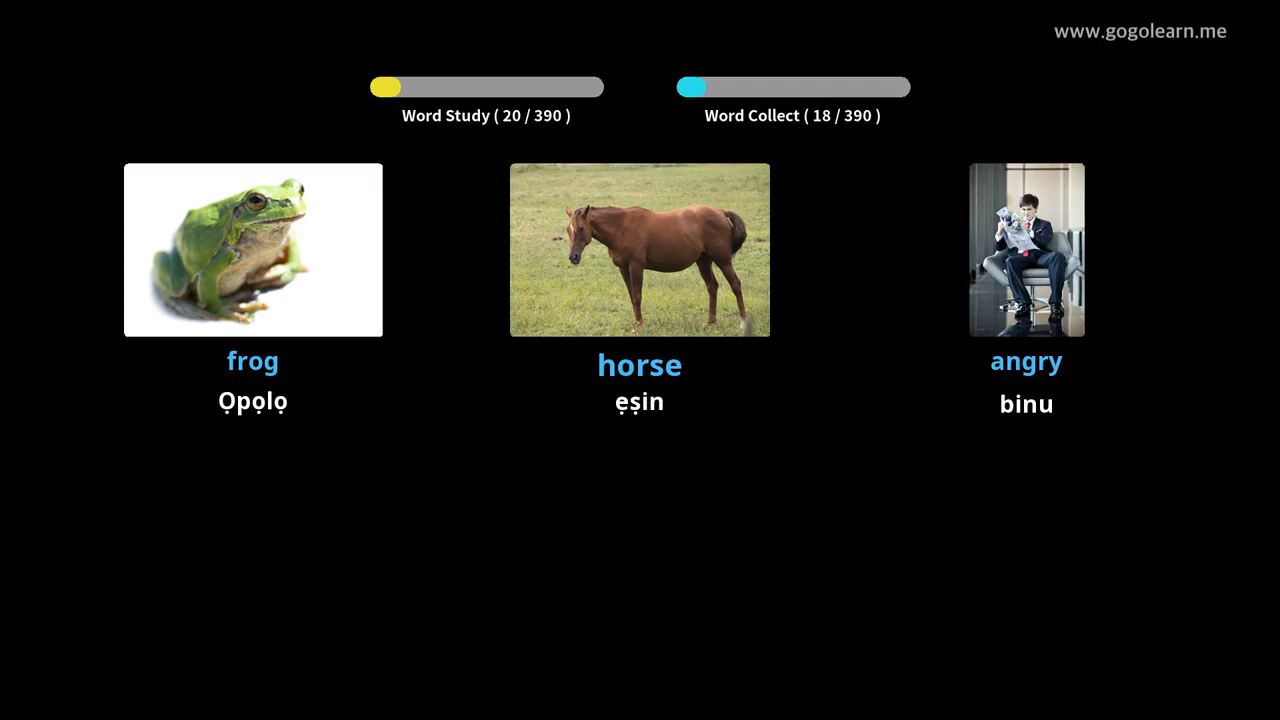 www.gogolearn.me
Word Study ( 20 / 390 )
Word Collect ( 18 / 390 )
frog
Ọpọlọ
horse
ẹṣin
angry
binu